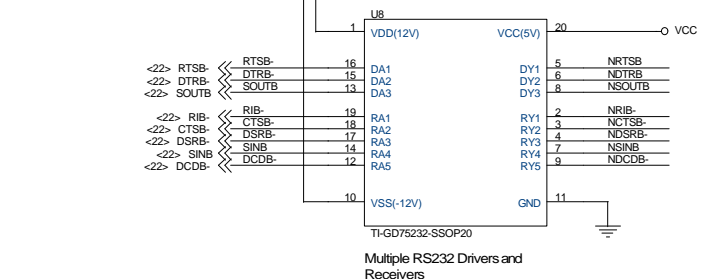 U8
1 VDD(12V) VCC(5V) 20 VCC
<22> RTSB- RTSB- 16 DA1 DY1 5 NRTSB
<22> DTRB- DTRB- 15 DA2 DY2 6 NDTRB
<22> SOUTB SOUTB 13 DA3 DY3 8 NSOUTB
<22> RIB- RIB- 19 RA1 RY1 2 NRIB-
<22> CTSB- CTSB- 18 RA2 RY2 3 NCTSB-
<22> DSRB- DSRB- 17 RA3 RY3 4 NDSRB-
<22> SINB SINB 14 RA4 RY4 7 NSINB
<22> DCDB- DCDB- 12 RA5 RY5 9 NDCDB-
10 VSS(-12V) GND 11
TI-GD75232-SSOP20
Multiple RS232 Drivers and
Receivers